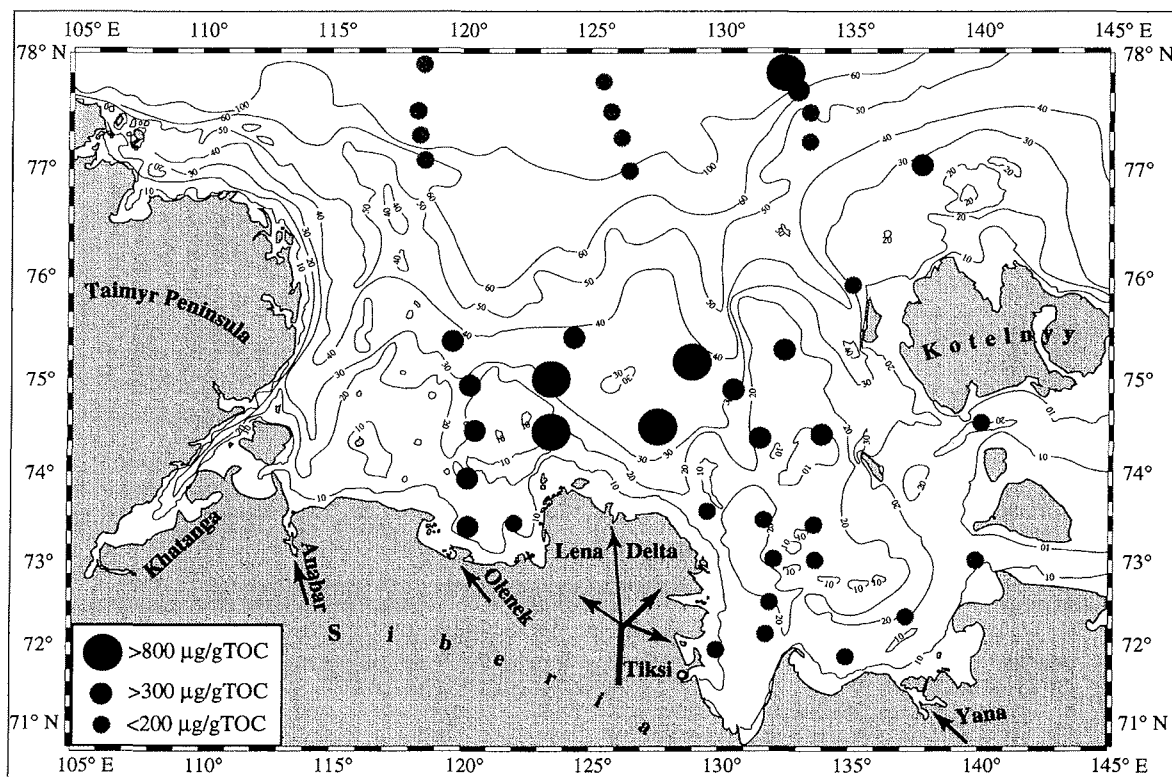 105° E 110° 115° 120° 125° 130° 135° 140° 145° E
78° N 78° N
77° 77°
76° 76°
75° 75°
74° 74°
73° 73°
72° 72°
71° N 71° N
Taimyr Peninsula
Kotelnyy
Khatanga
Anabar
Olenek
Lena Delta
Tiksi
Siberia
Yana
>800 µg/gTOC
>300 µg/gTOC
<200 µg/gTOC
105° E 110° 115° 120° 125° 130° 135° 140° 145° E